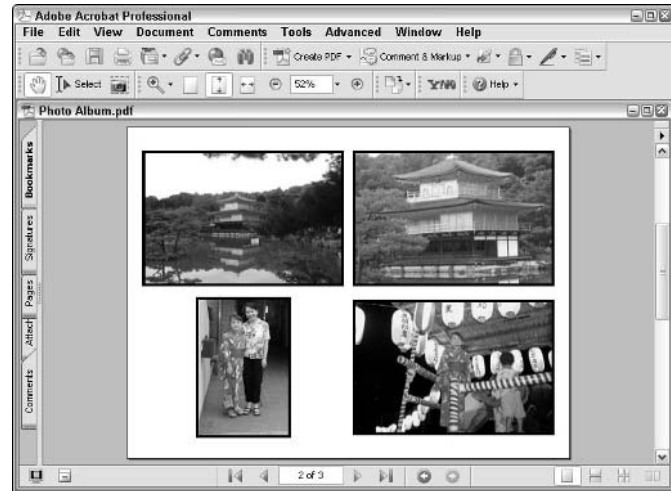 Adobe Acrobat Professional
File Edit View Document Comments Tools Advanced Window Help
Create PDF Comment & Markup
Select 52% Help
Photo Album.pdf
Bookmarks
Signatures
Pages
Attach
Comments
2 of 3